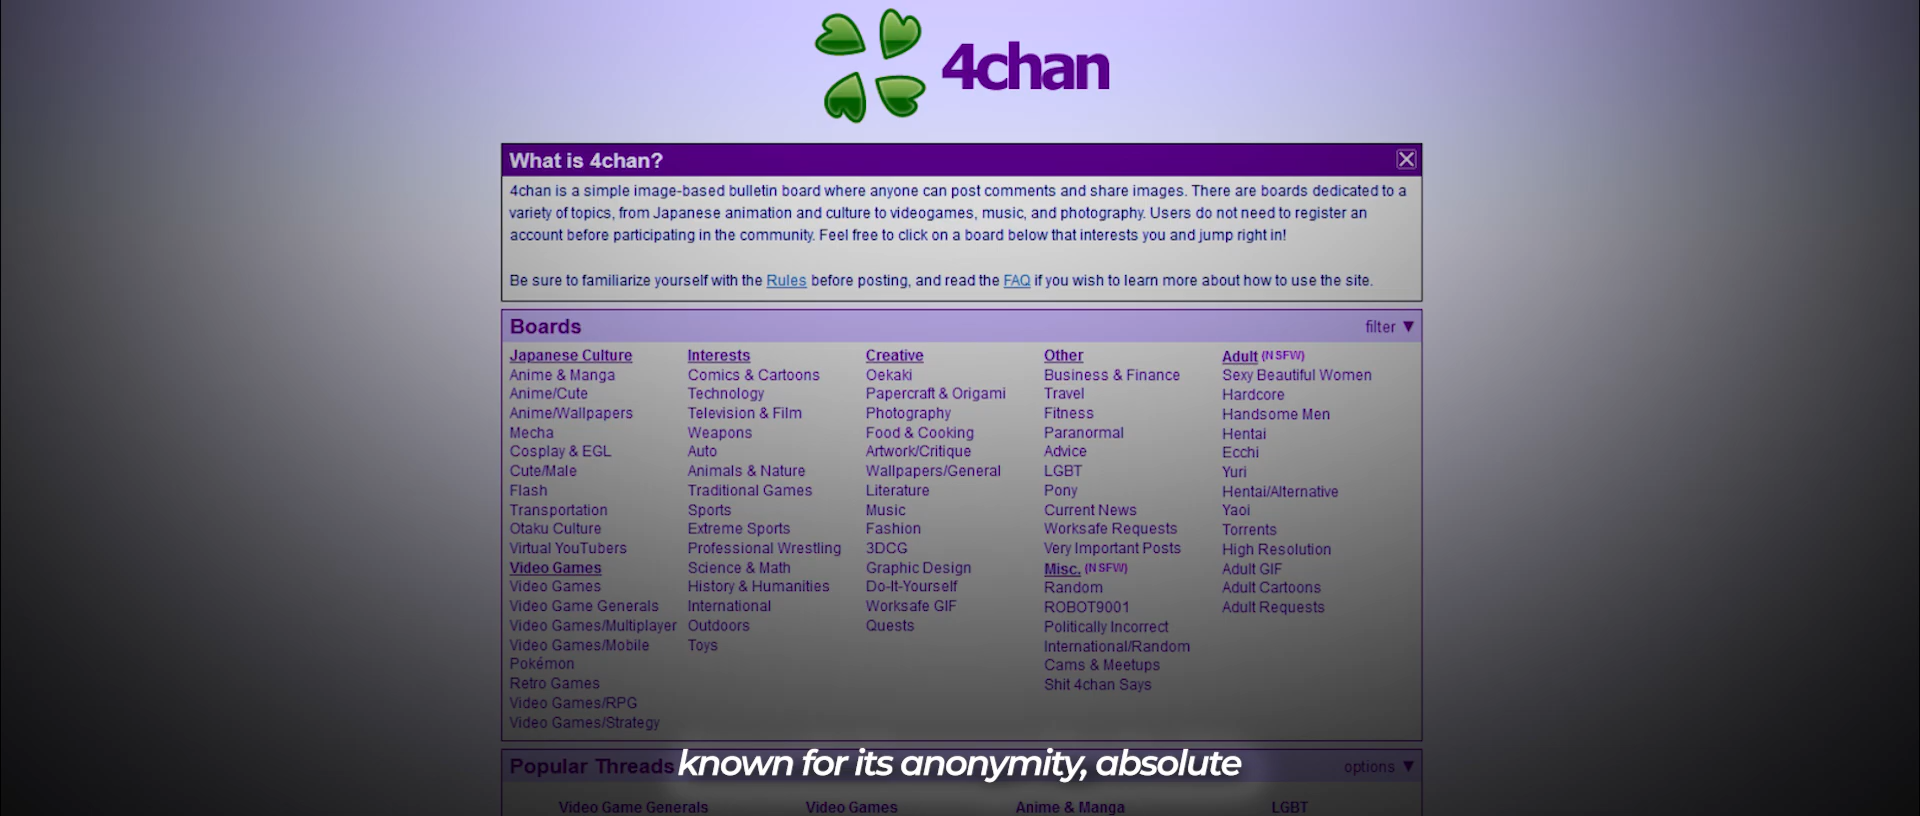 4chan
What is 4chan?
4chan is a simple image-based bulletin board where anyone can post comments and share images. There are boards dedicated to a
variety of topics, from Japanese animation and culture to videogames, music, and photography. Users do not need to register an
account before participating in the community. Feel free to click on a board below that interests you and jump right in!
Be sure to familiarize yourself with the Rules before posting, and read the FAQ if you wish to learn more about how to use the site.
Boards
filter ▼
Japanese Culture
Anime & Manga
Anime/Cute
Anime/Wallpapers
Mecha
Cosplay & EGL
Cute/Male
Flash
Transportation
Otaku Culture
Virtual YouTubers
Video Games
Video Games
Video Game Generals
Video Games/Multiplayer
Video Games/Mobile
Pokémon
Retro Games
Video Games/RPG
Video Games/Strategy
Interests
Comics & Cartoons
Technology
Television & Film
Weapons
Auto
Animals & Nature
Traditional Games
Sports
Extreme Sports
Professional Wrestling
Science & Math
History & Humanities
International
Outdoors
Toys
Creative
Oekaki
Papercraft & Origami
Photography
Food & Cooking
Artwork/Critique
Wallpapers/General
Literature
Music
Fashion
3DCG
Graphic Design
Do-It-Yourself
Worksafe GIF
Quests
Other
Business & Finance
Travel
Fitness
Paranormal
Advice
LGBT
Pony
Current News
Worksafe Requests
Very Important Posts
Misc. (NSFW)
Random
ROBOT9001
Politically Incorrect
International/Random
Cams & Meetups
Shit 4chan Says
Adult (NSFW)
Sexy Beautiful Women
Hardcore
Handsome Men
Hentai
Ecchi
Yuri
Hentai/Alternative
Yaoi
Torrents
High Resolution
Adult GIF
Adult Cartoons
Adult Requests
Popular Threads
options ▼
known for its anonymity, absolute
Video Game Generals
Video Games
Anime & Manga
LGBT